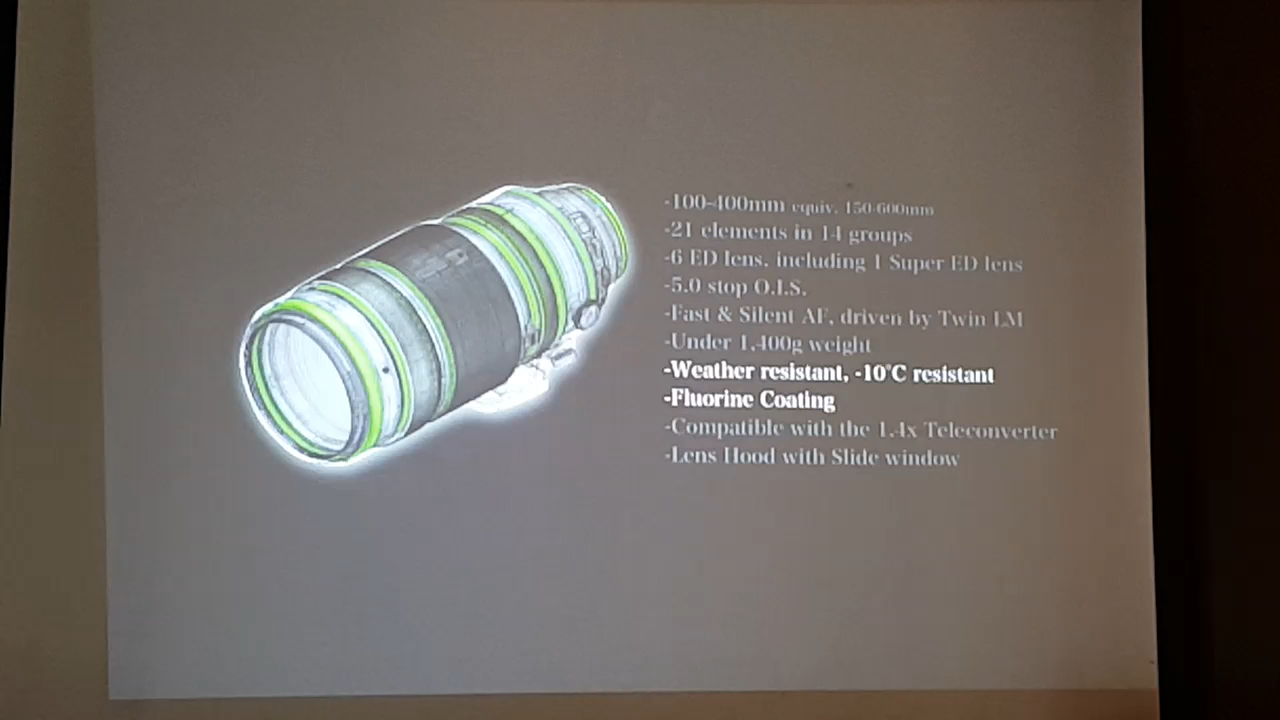 -100-400mm equiv. 150-600mm
-21 elements in 14 groups
-6 ED lens, including 1 Super ED lens
-5.0 stop O.I.S.
-Fast & Silent AF, driven by Twin LM
-Under 1,400g weight
-Weather resistant, -10°C resistant
-Fluorine Coating
-Compatible with the 1.4x Teleconverter
-Lens Hood with Slide window